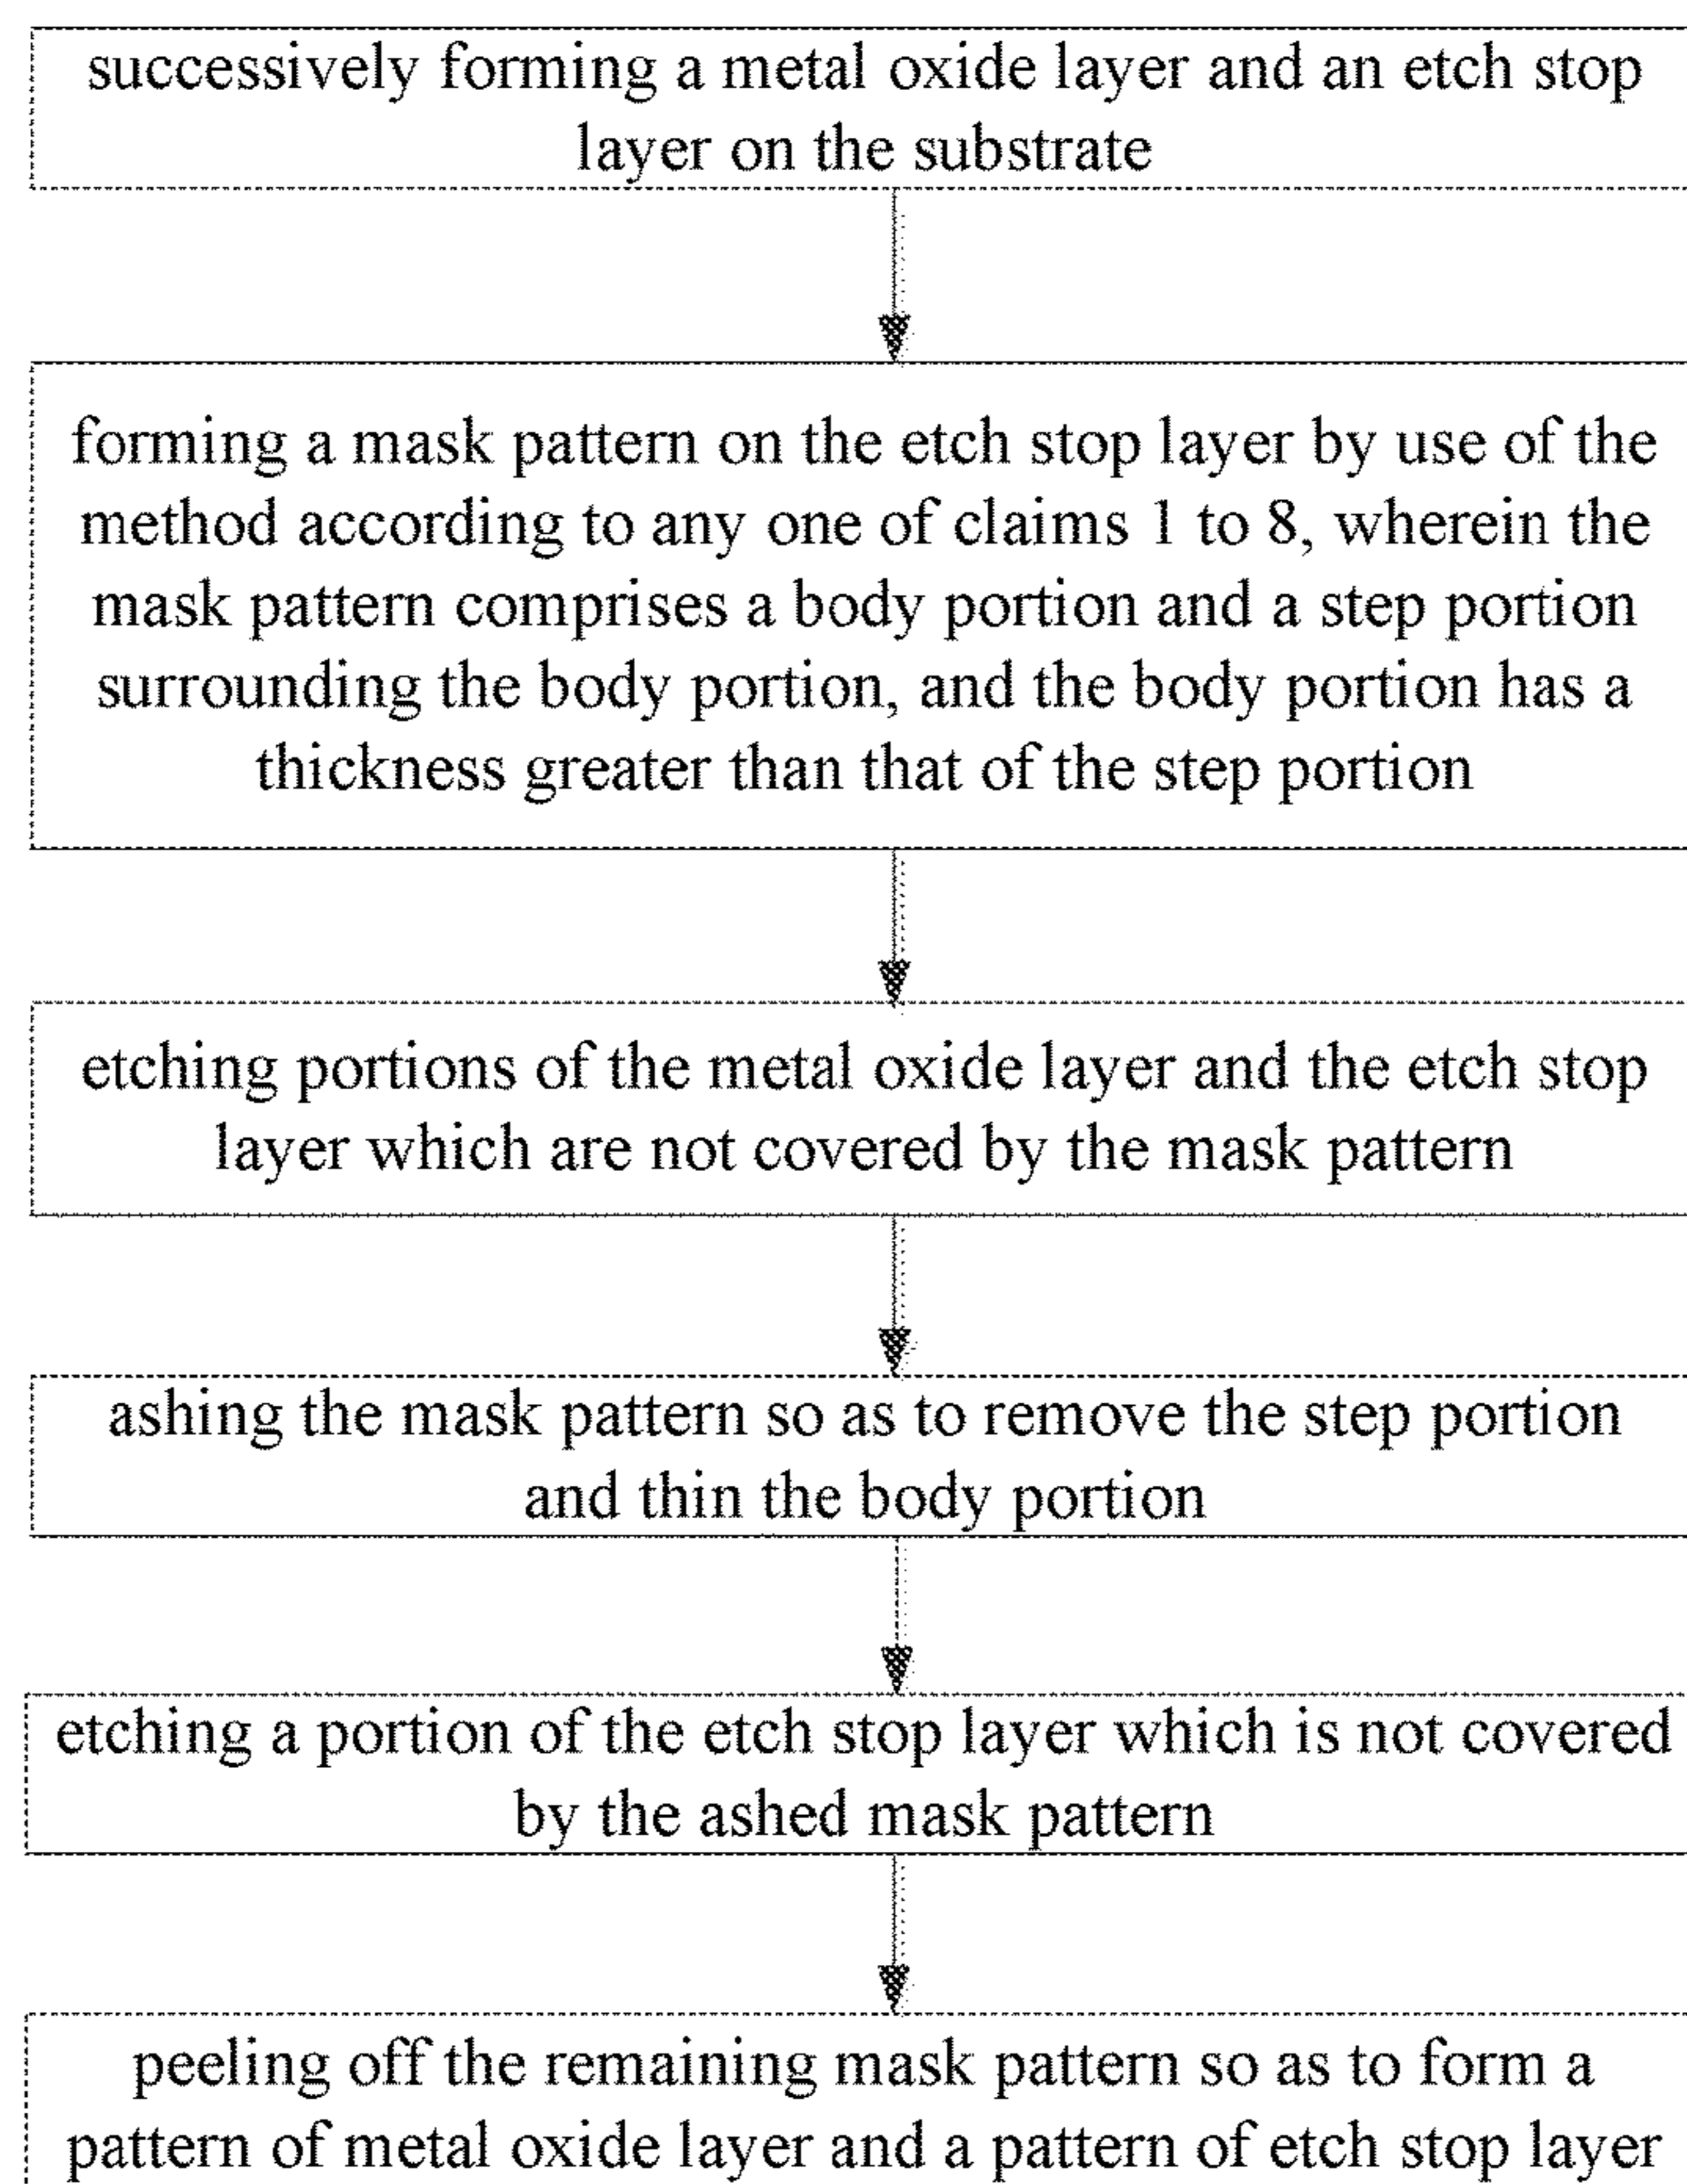 successively forming a metal oxide layer and an etch stop
layer on the substrate
forming a mask pattern on the etch stop layer by use of the
method according to any one of claims 1 to 8, wherein the
mask pattern comprises a body portion and a step portion
surrounding the body portion, and the body portion has a
thickness greater than that of the step portion
etching portions of the metal oxide layer and the etch stop
layer which are not covered by the mask pattern
ashing the mask pattern so as to remove the step portion
and thin the body portion
etching a portion of the etch stop layer which is not covered
by the ashed mask pattern
peeling off the remaining mask pattern so as to form a
pattern of metal oxide layer and a pattern of etch stop layer